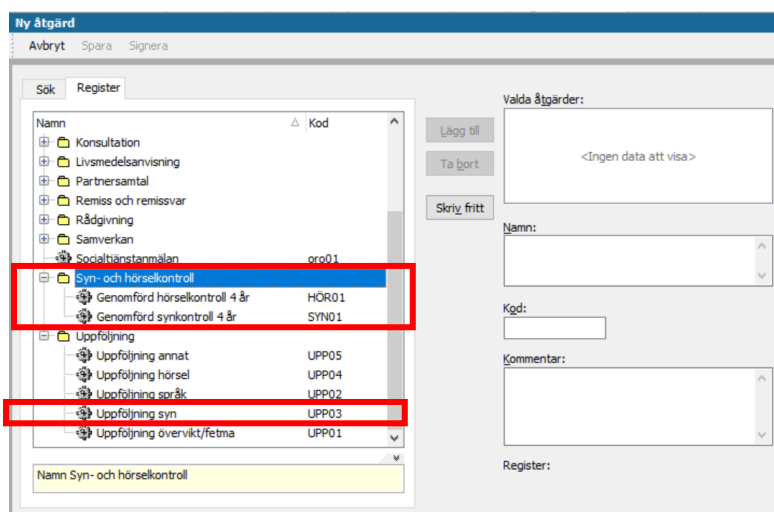 Ny åtgärd
Avbryt Spara Signera
Sök Register
Namn Kod
Konsultation
Livsmedelsanvisning
Partnersamtal
Remiss och remissvar
Rådgivning
Samverkan
Socialtjänstanmälan oro01
Syn- och hörselkontroll
Genomförd hörselkontroll 4 år HÖR01
Genomförd synkontroll 4 år SYN01
Uppföljning
Uppföljning annat UPP05
Uppföljning hörsel UPP04
Uppföljning språk UPP02
Uppföljning syn UPP03
Uppföljning övervikt/fetma UPP01
Namn Syn- och hörselkontroll
Lägg till
Ta bort
Skriv fritt
Valda åtgärder:
<Ingen data att visa>
Namn:
Kod:
Kommentar:
Register: